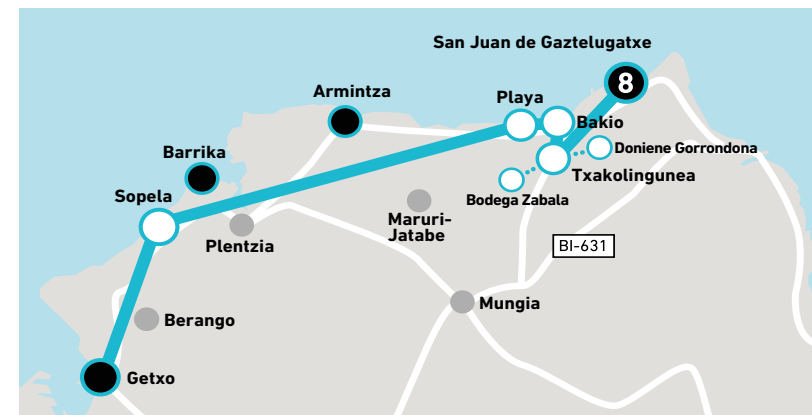 San Juan de Gaztelugatxe
8
Armintza
Playa
Bakio
Barrika
Doniene Gorrondona
Txakolingunea
Sopela
Bodega Zabala
Maruri-
Jatabe
Plentzia
BI-631
Mungia
Berango
Getxo